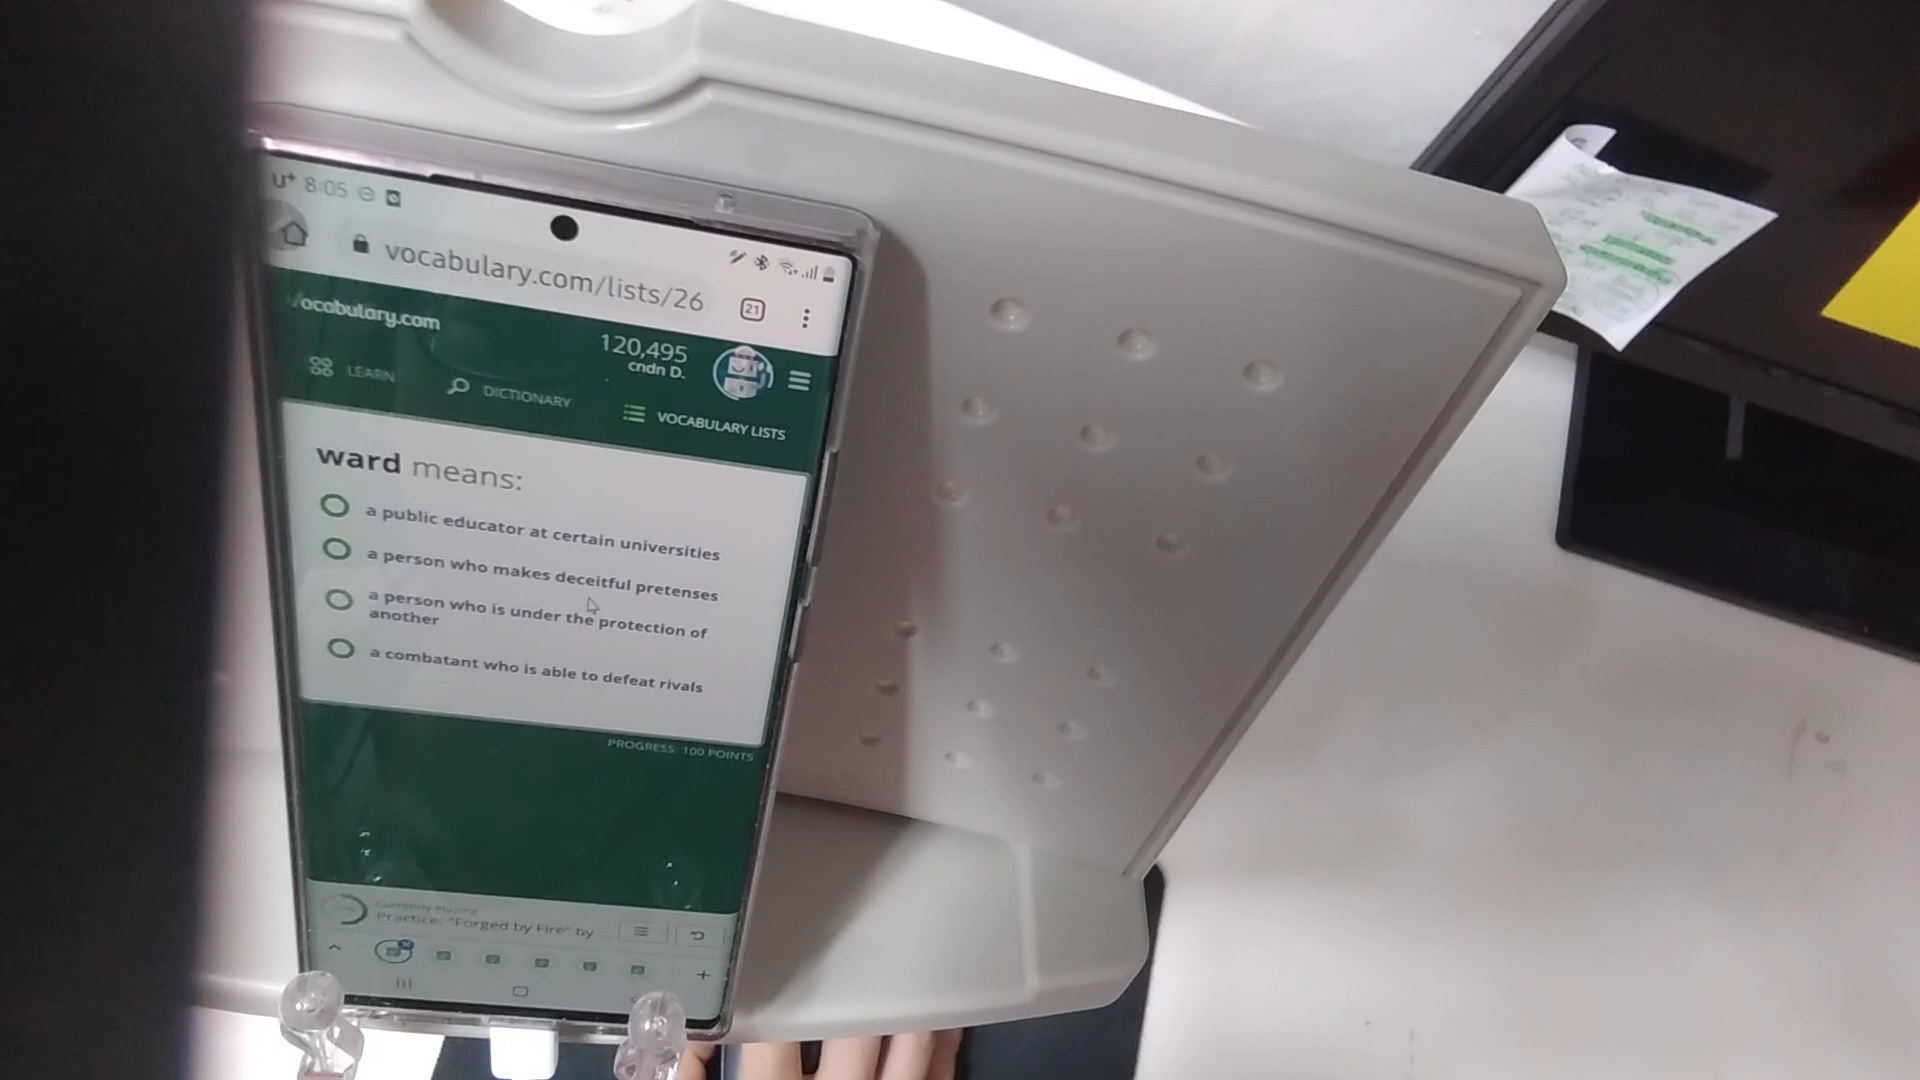 U+ 8:05
vocabulary.com/lists/26
21
Vocabulary.com
120,495
cndn D.
LEARN
DICTIONARY
VOCABULARY LISTS
ward means:
a public educator at certain universities
a person who makes deceitful pretenses
a person who is under the protection of
another
a combatant who is able to defeat rivals
PROGRESS: 100 POINTS
Currently Playing
Practice: "Forged by Fire" by ...